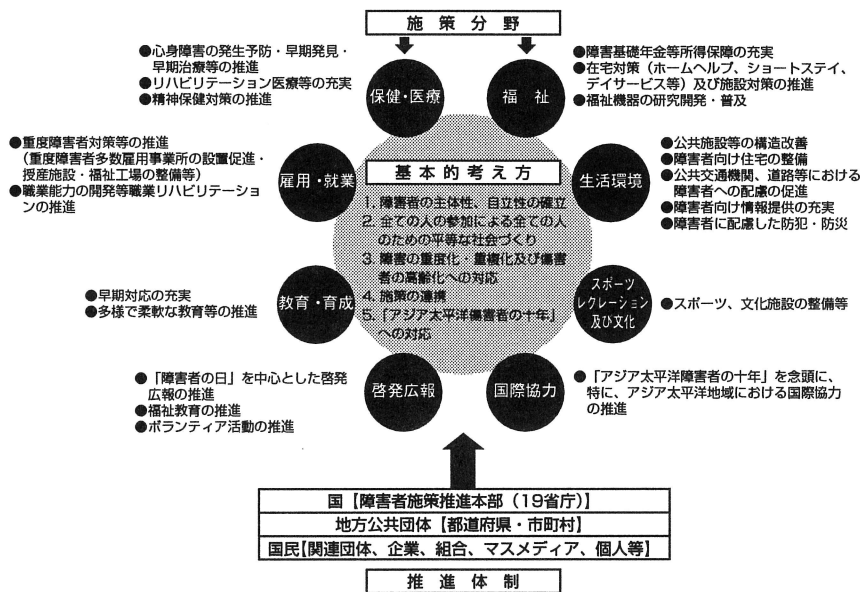 施策分野
●心身障害の発生予防・早期発見・
早期治療等の推進
●リハビリテーション医療等の充実
●精神保健対策の推進
保健・医療
福祉
●障害基礎年金等所得保障の充実
●在宅対策（ホームヘルプ、ショートステイ、
デイサービス等）及び施設対策の推進
●福祉機器の研究開発・普及
●重度障害者対策等の推進
（重度障害者多数雇用事業所の設置促進・
授産施設・福祉工場の整備等）
●職業能力の開発等職業リハビリテーショ
ンの推進
雇用・就業
生活環境
●公共施設等の構造改善
●障害者向け住宅の整備
●公共交通機関、道路等における
障害者への配慮の促進
●障害者向け情報提供の充実
●障害者に配慮した防犯・防災
基本的考え方
1. 障害者の主体性、自立性の確立
2. 全ての人の参加による全ての人
のための平等な社会づくり
3. 障害の重度化・重複化及び傷害
者の高齢化への対応
4. 施策の連携
5.「アジア太平洋傷害者の十年」
への対応
●早期対応の充実
●多様で柔軟な教育等の推進
教育・育成
スポーツ
レクレーション
及び文化
●スポーツ、文化施設の整備等
●「障害者の日」を中心とした啓発
広報の推進
●福祉教育の推進
●ボランティア活動の推進
啓発広報
国際協力
●「アジア太平洋障害者の十年」を念頭に、
特に、アジア太平洋地域における国際協力
の推進
国【障害者施策推進本部（19省庁）】
地方公共団体【都道府県・市町村】
国民【関連団体、企業、組合、マスメディア、個人等】
推進体制